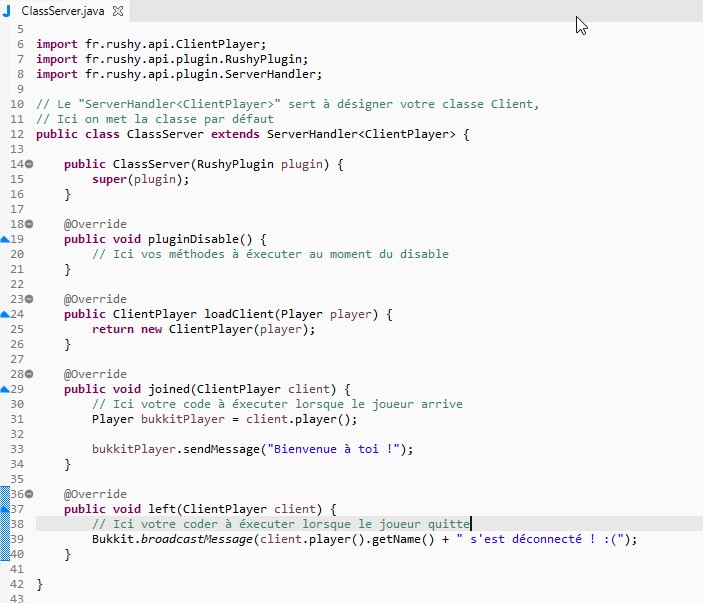 ClassServer.java
5
6 import fr.rushy.api.ClientPlayer;
7 import fr.rushy.api.plugin.RushyPlugin;
8 import fr.rushy.api.plugin.ServerHandler;
9
10 // Le "ServerHandler<ClientPlayer>" sert à désigner votre classe Client,
11 // Ici on met la classe par défaut
12 public class ClassServer extends ServerHandler<ClientPlayer> {
13
14 public ClassServer(RushyPlugin plugin) {
15 super(plugin);
16 }
17
18 @Override
19 public void pluginDisable() {
20 // Ici vos méthodes à éxecuter au moment du disable
21 }
22
23 @Override
24 public ClientPlayer loadClient(Player player) {
25 return new ClientPlayer(player);
26 }
27
28 @Override
29 public void joined(ClientPlayer client) {
30 // Ici votre code à éxecuter lorsque le joueur arrive
31 Player bukkitPlayer = client.player();
32
33 bukkitPlayer.sendMessage("Bienvenue à toi !");
34 }
35
36 @Override
37 public void left(ClientPlayer client) {
38 // Ici votre coder à éxecuter lorsque le joueur quitte
39 Bukkit.broadcastMessage(client.player().getName() + " s'est déconnecté ! :(");
40 }
41
42 }
43